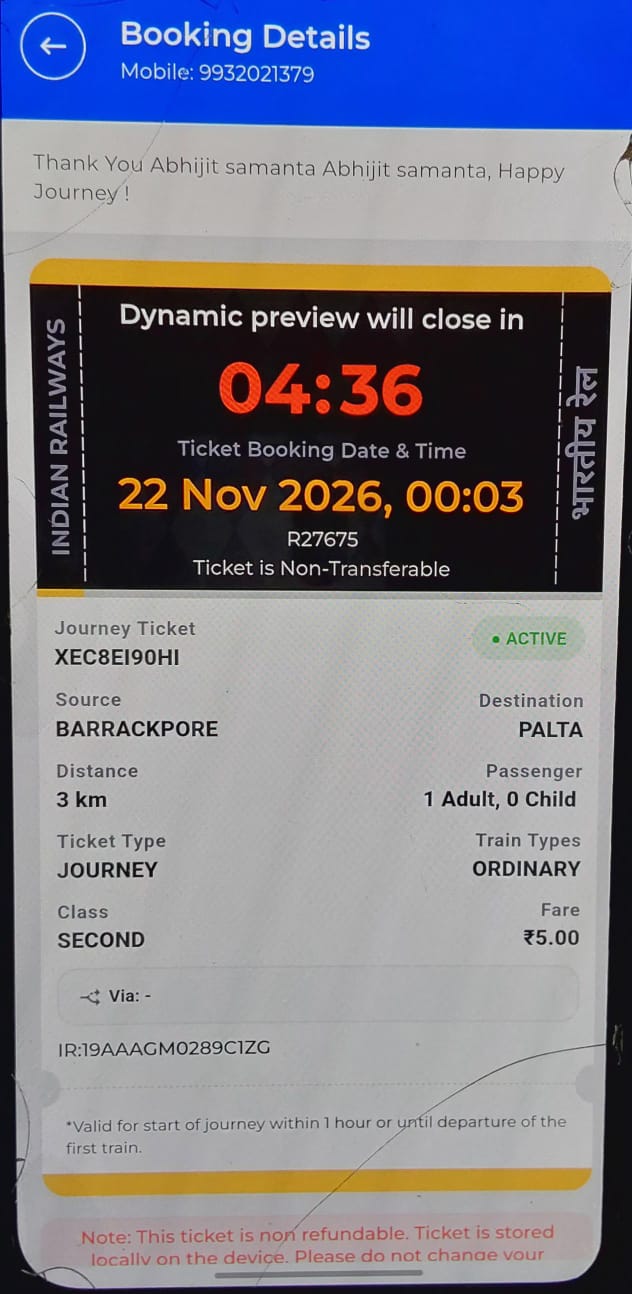 Booking Details
Mobile: 9932021379
Thank You Abhijit samanta Abhijit samanta, Happy
Journey !
INDIAN RAILWAYS
Dynamic preview will close in
04:36
Ticket Booking Date & Time
22 Nov 2026, 00:03
R27675
Ticket is Non-Transferable
भारतीय रेल
Journey Ticket
• ACTIVE
XEC8EI90HI
Source
Destination
BARRACKPORE
PALTA
Distance
Passenger
3 km
1 Adult, 0 Child
Ticket Type
Train Types
JOURNEY
ORDINARY
Class
Fare
SECOND
₹5.00
Via: -
IR:19AAAGM0289C1ZG
*Valid for start of journey within 1 hour or until departure of the
first train.
Note: This ticket is non refundable. Ticket is stored
locally on the device. Please do not change your